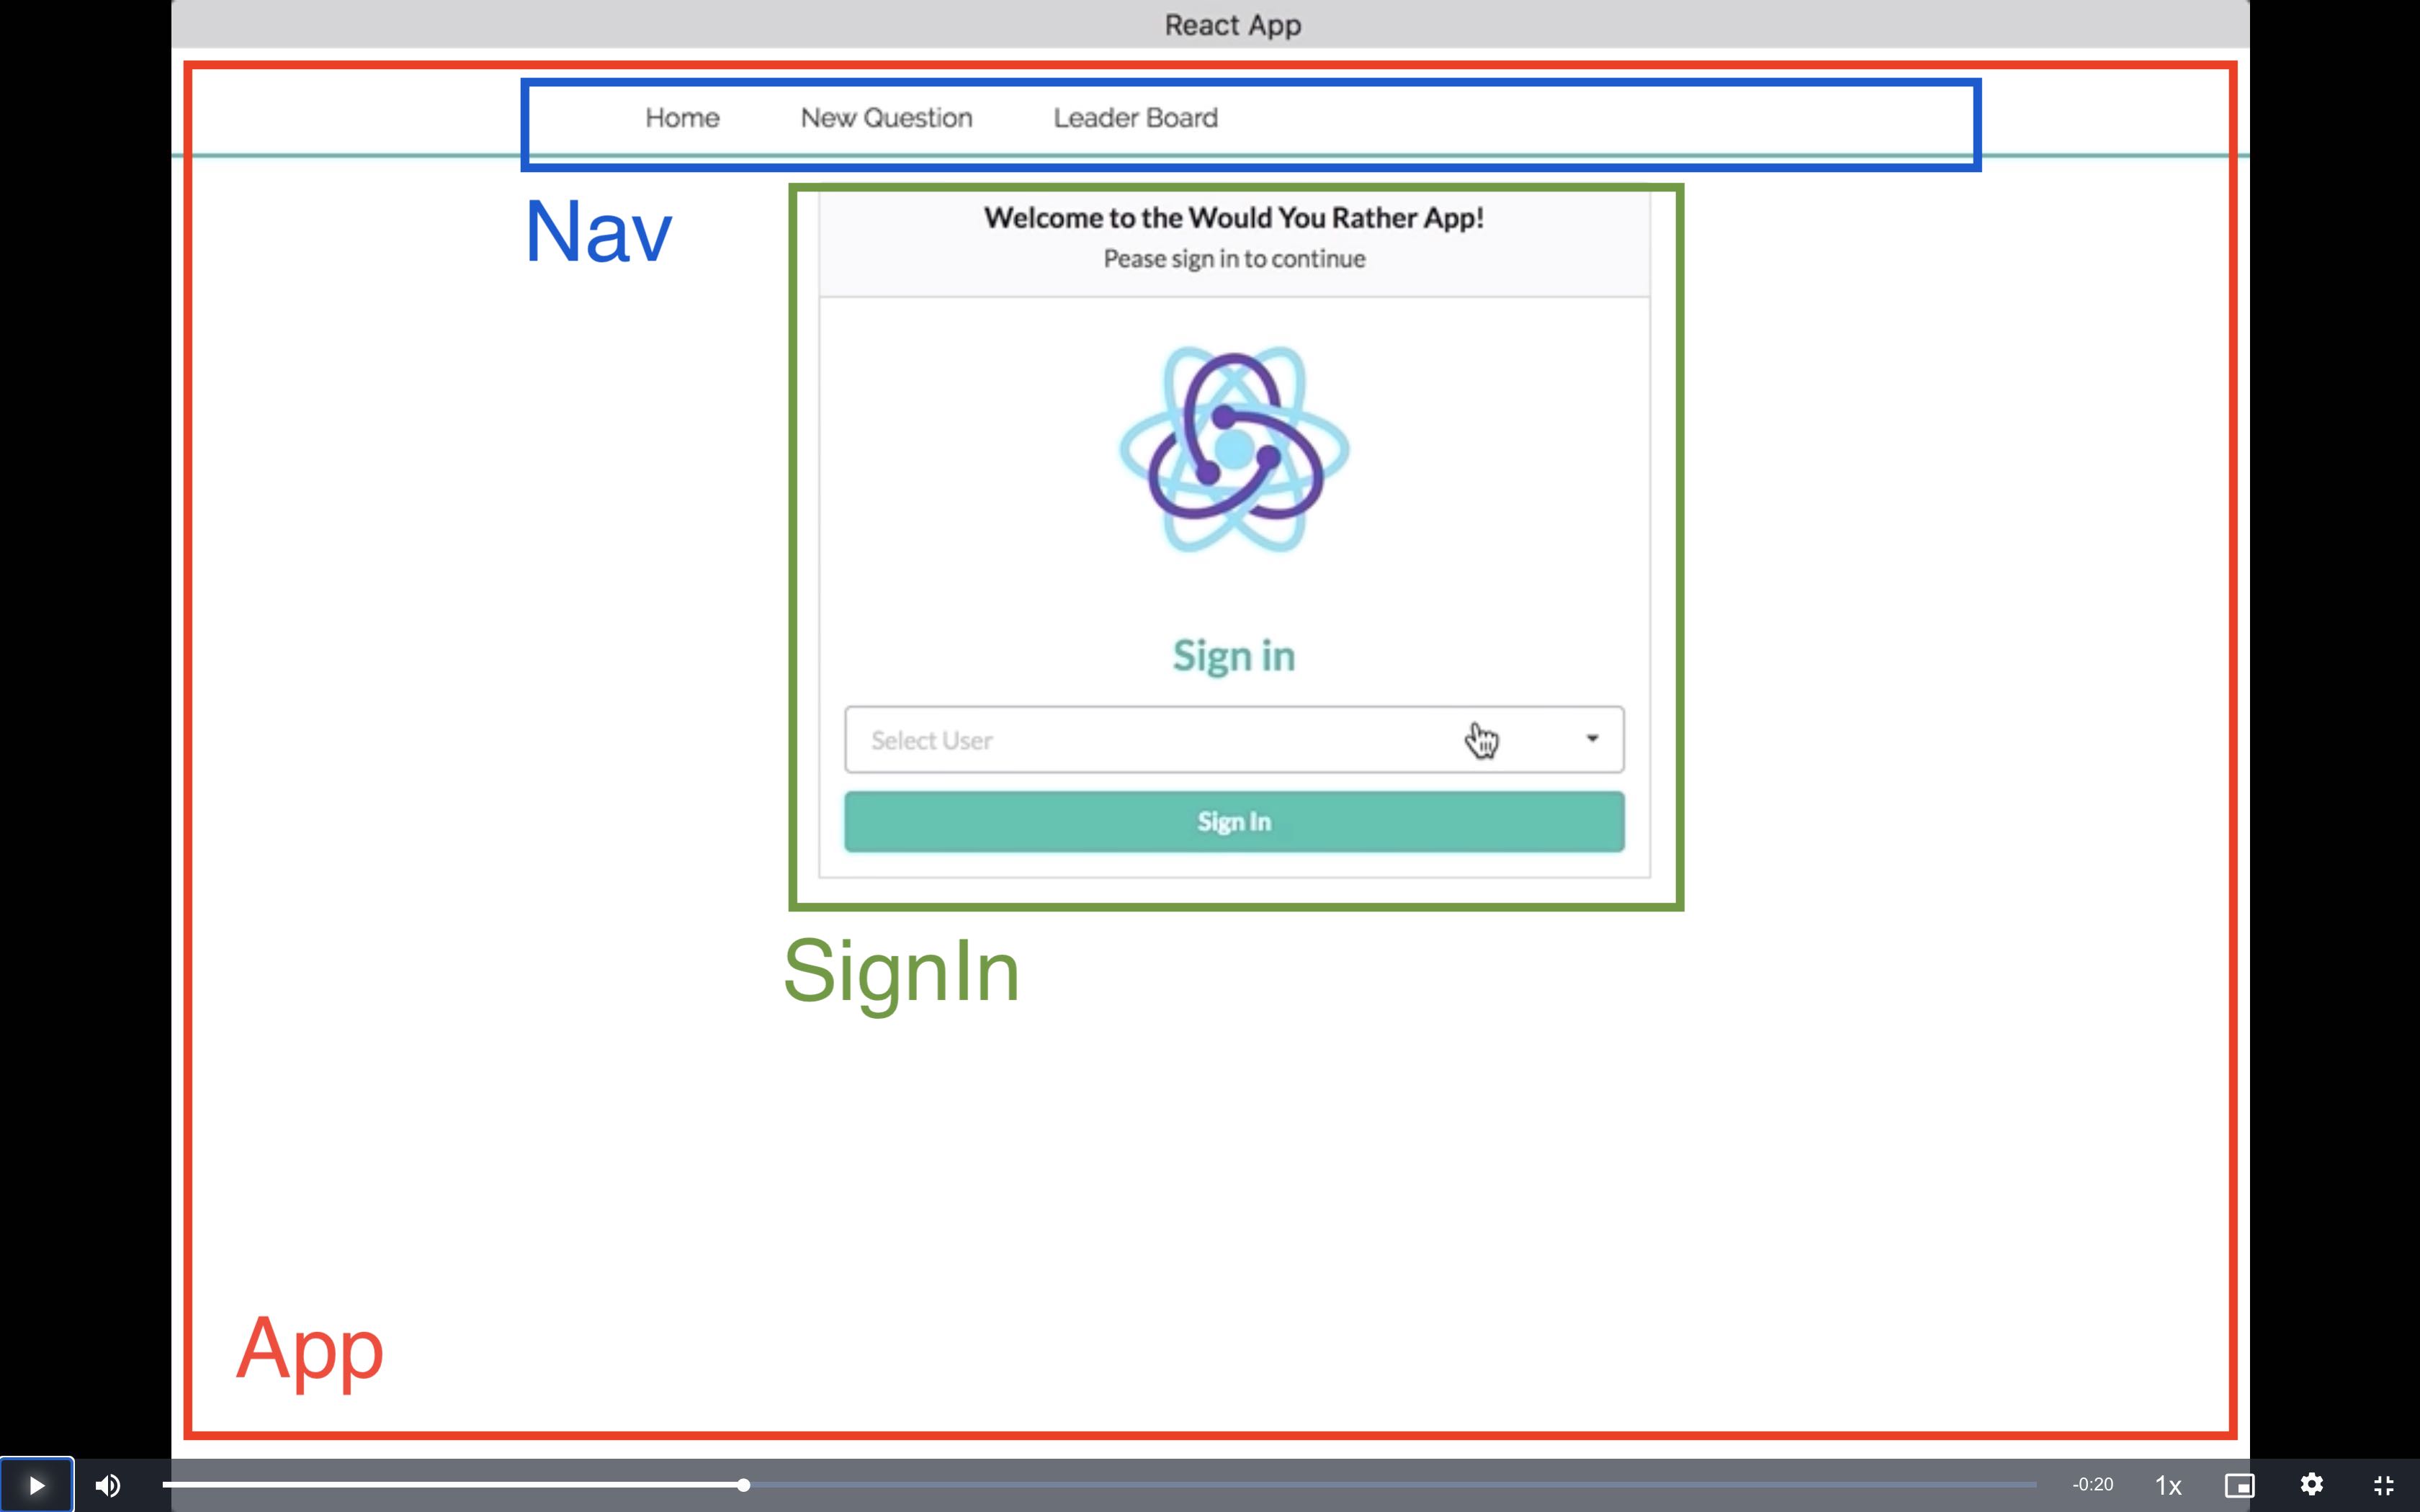 React App
Home New Question Leader Board
Nav
Welcome to the Would You Rather App!
Pease sign in to continue
Sign in
Select User
Sign In
SignIn
App
-0:20 1x